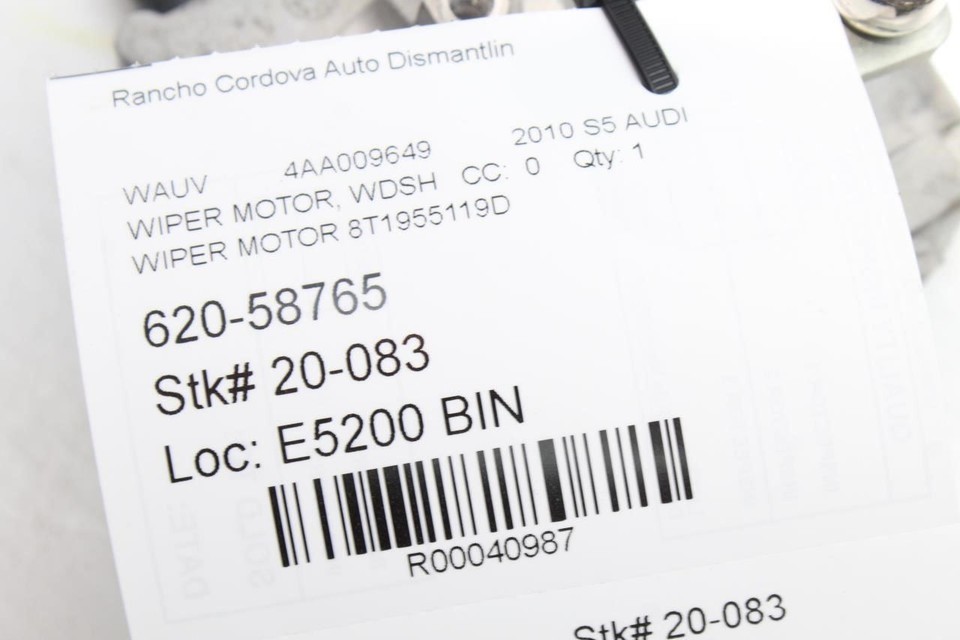 Rancho Cordova Auto Dismantlin
WAUV 4AA009649 2010 S5 AUDI
WIPER MOTOR, WDSH CC: 0 Qty: 1
WIPER MOTOR 8T1955119D
620-58765
Stk# 20-083
Loc: E5200 BIN
R00040987
Stk# 20-083